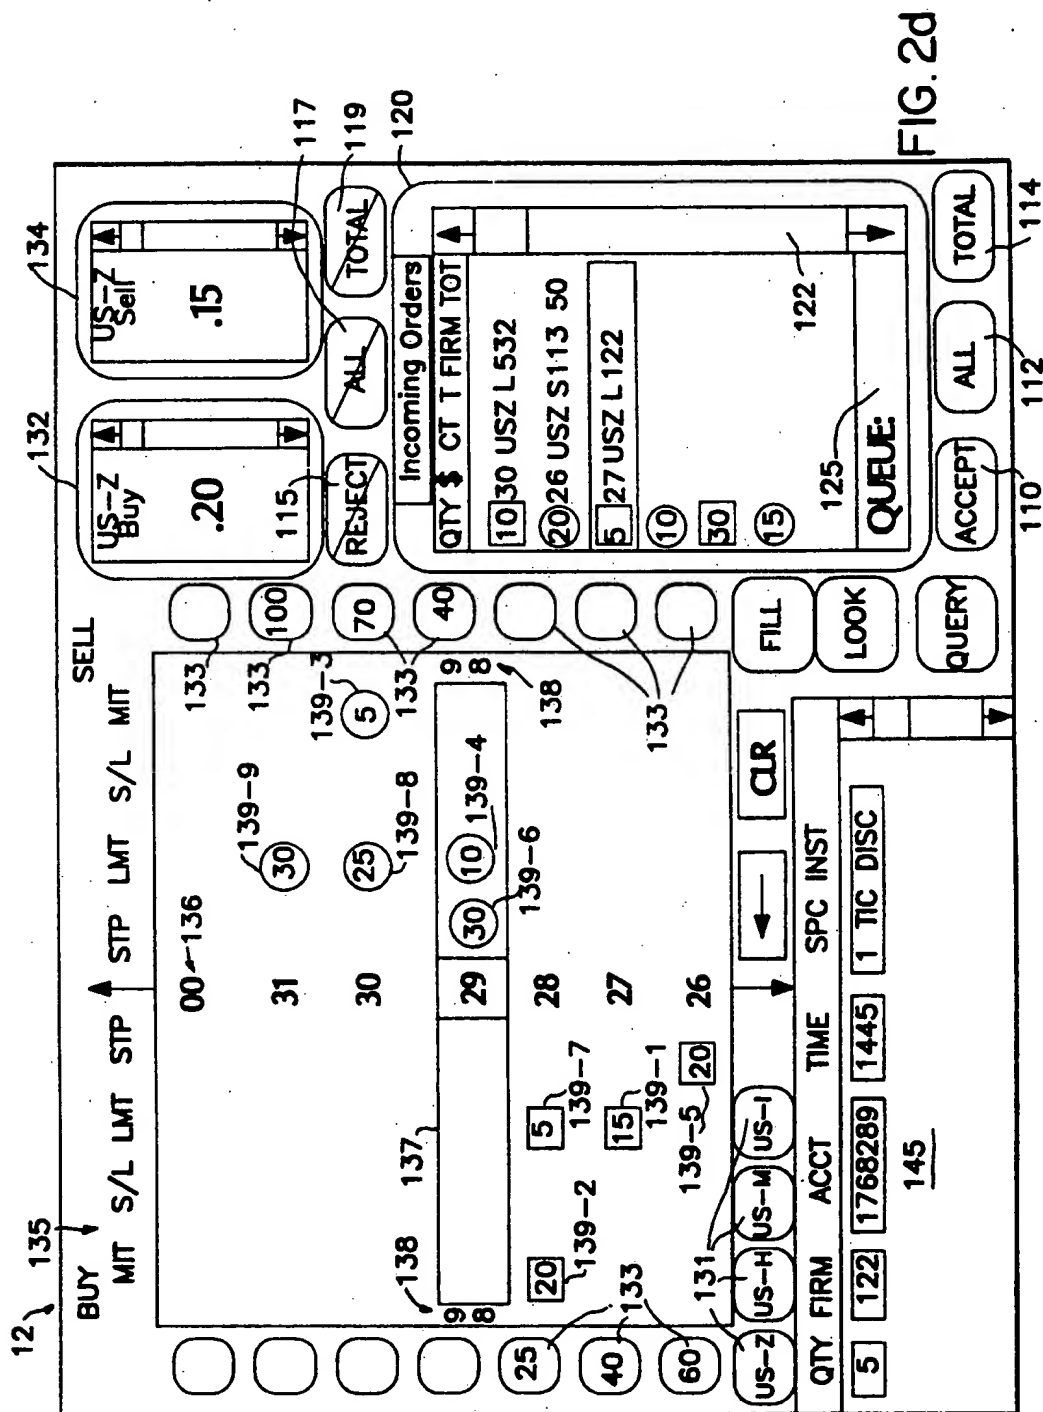 12
135
BUY
SELL
MIT S/L LMT STP STP LMT S/L MIT
132
US-Z
Buy
.20
134
US-Z
Sell
.15
00
136
133
139-9
30
31
133
100
139-3
30
25
139-8
5
70
133
115
REJECT
ALL
TOTAL
117
119
138
9
8
137
29
30
10
139-4
139-6
9
8
138
40
120
Incoming Orders
QTY $ CT T FIRM TOT
10 30 USZ L 532
20 26 USZ S113 50
5 27 USZ L 122
10
30
15
122
125
QUEUE:
25
20
139-2
5
139-7
28
40
133
15
139-1
27
133
60
139-5
20
26
131
US-Z US-H US-M US-I
CLR
FILL
LOOK
QUERY
ACCEPT
ALL
TOTAL
110
112
114
QTY FIRM ACCT TIME SPC INST
5 122 1768289 1445 1 TIC DISC
145
FIG. 2d